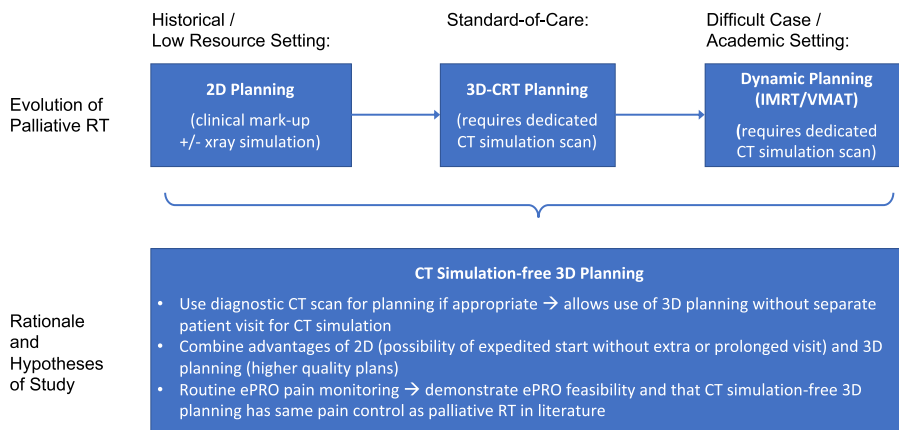 Historical /
Low Resource Setting:
Standard-of-Care:
Difficult Case /
Academic Setting:
Evolution of
Palliative RT
2D Planning
(clinical mark-up
+/- xray simulation)
3D-CRT Planning
(requires dedicated
CT simulation scan)
Dynamic Planning
(IMRT/VMAT)
(requires dedicated
CT simulation scan)
Rationale
and
Hypotheses
of Study
CT Simulation-free 3D Planning
• Use diagnostic CT scan for planning if appropriate → allows use of 3D planning without separate
patient visit for CT simulation
• Combine advantages of 2D (possibility of expedited start without extra or prolonged visit) and 3D
planning (higher quality plans)
• Routine ePRO pain monitoring → demonstrate ePRO feasibility and that CT simulation-free 3D
planning has same pain control as palliative RT in literature